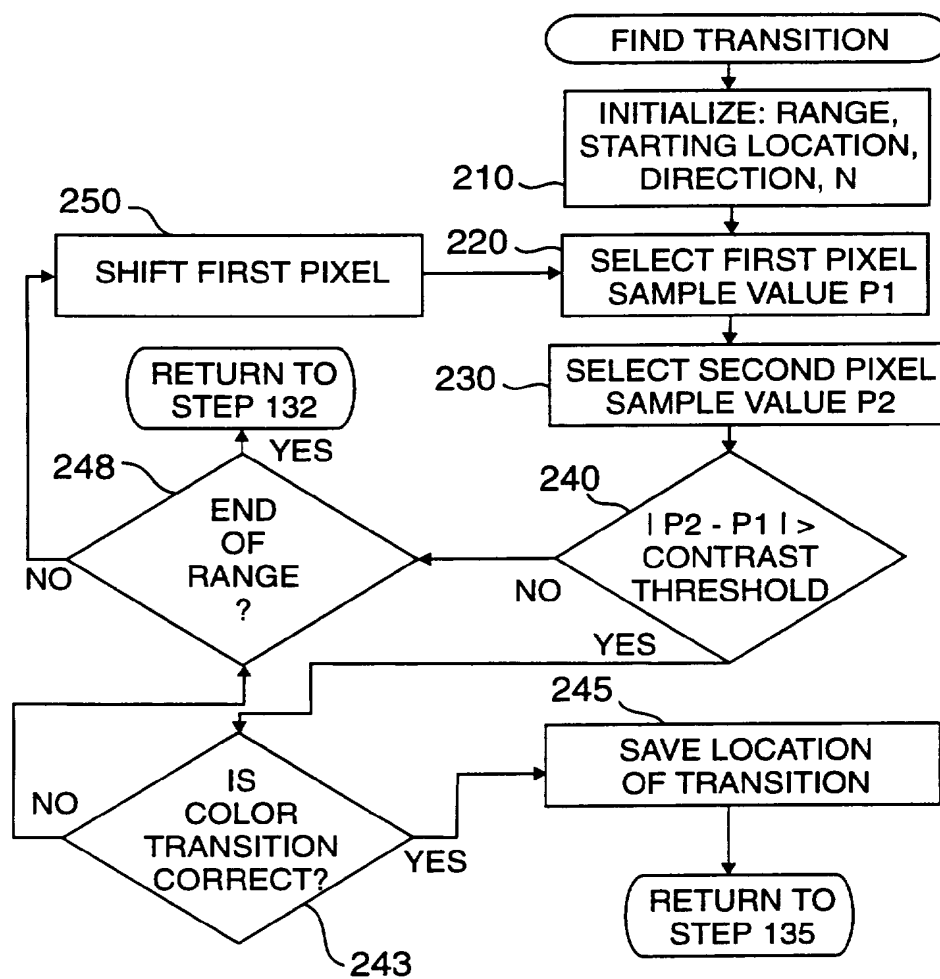 FIND TRANSITION
INITIALIZE: RANGE,
STARTING LOCATION,
DIRECTION, N
210
250
SHIFT FIRST PIXEL
220
SELECT FIRST PIXEL
SAMPLE VALUE P1
230
SELECT SECOND PIXEL
SAMPLE VALUE P2
RETURN TO
STEP 132
YES
248
END
OF
RANGE
?
NO
240
| P2 - P1 | >
CONTRAST
THRESHOLD
NO
YES
IS
COLOR
TRANSITION
CORRECT?
NO
YES
243
245
SAVE LOCATION
OF TRANSITION
RETURN TO
STEP 135